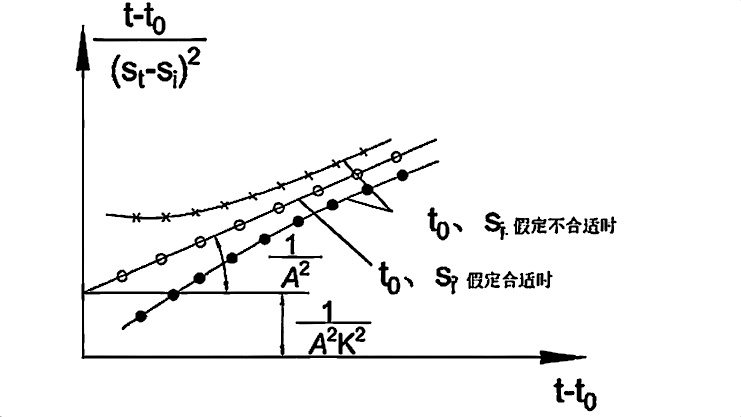 t-t₀
(sₜ-sᵢ)²
t₀、sᵢ 假定不合适时
1
A²
t₀、sᵢ 假定合适时
1
A²K²
t-t₀